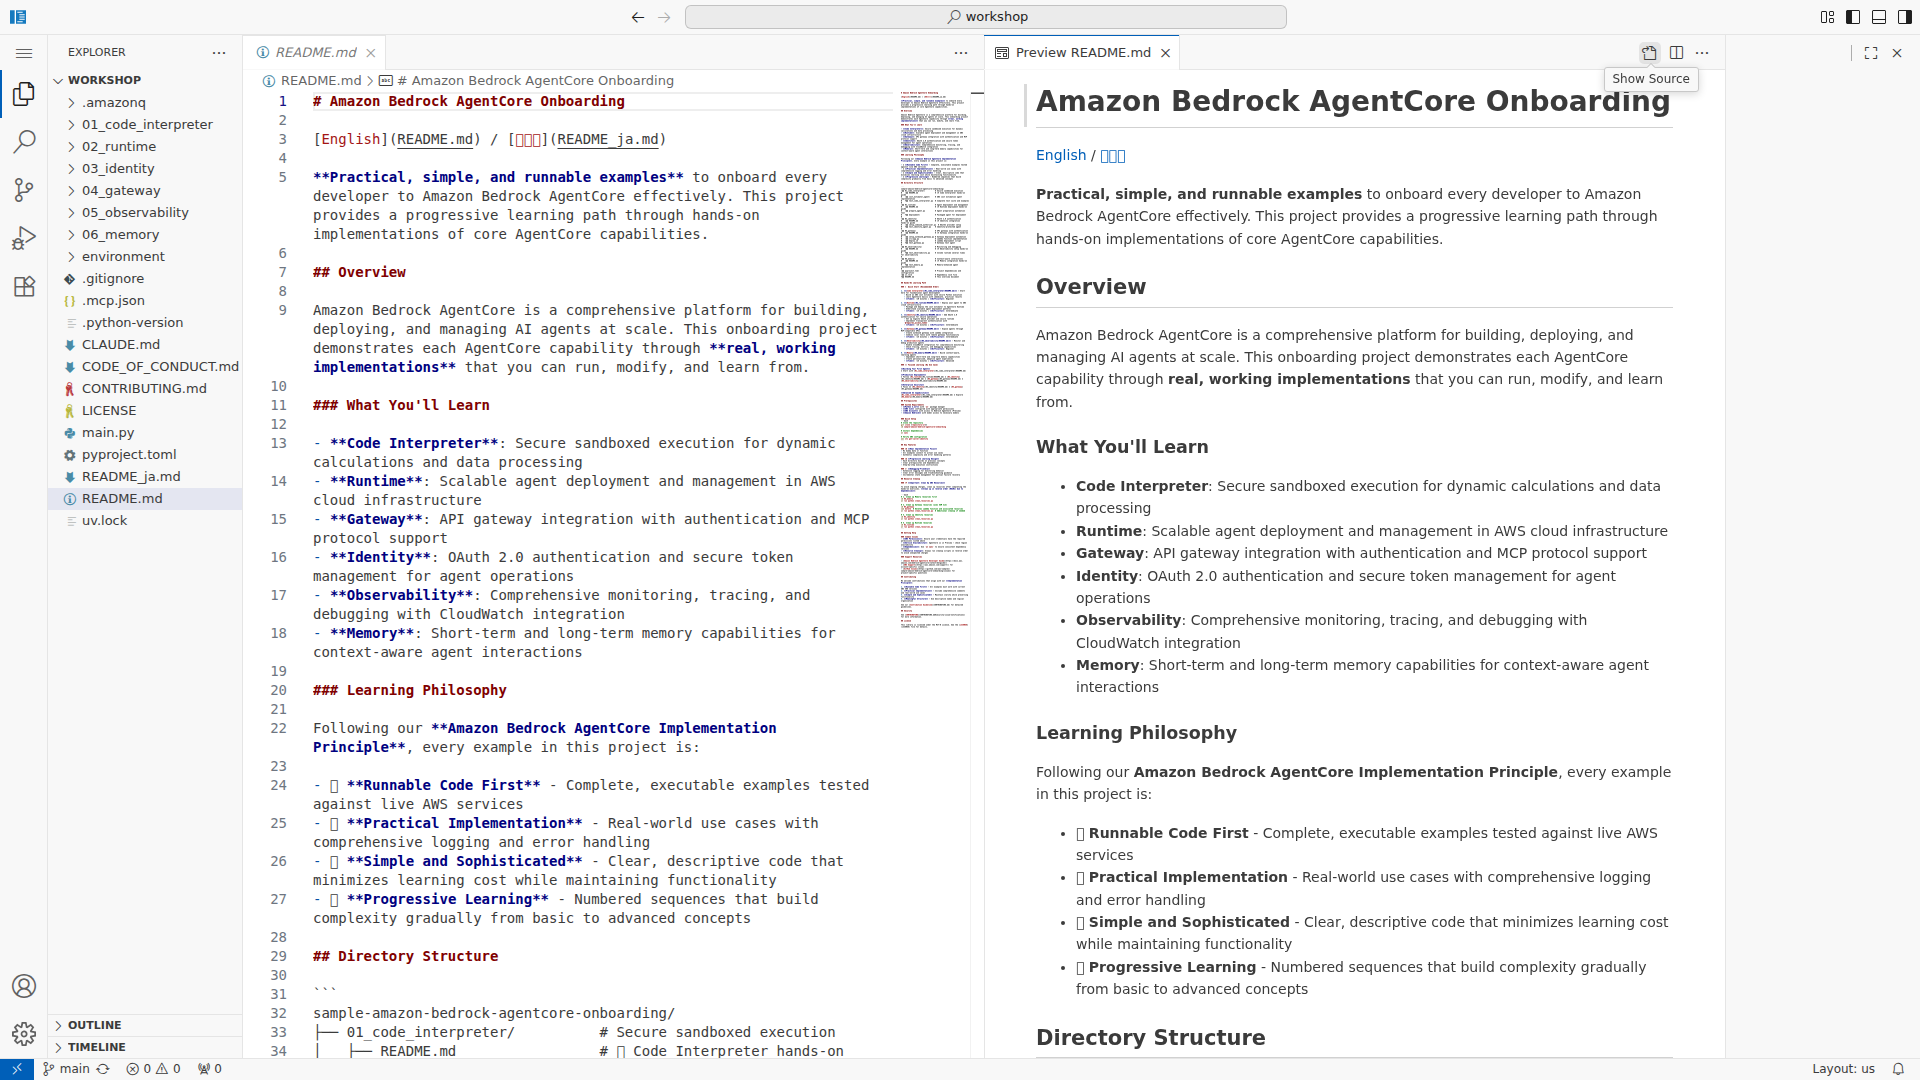 workshop
EXPLORER
WORKSHOP
.amazonq
01_code_interpreter
02_runtime
03_identity
04_gateway
05_observability
06_memory
environment
.gitignore
.mcp.json
.python-version
CLAUDE.md
CODE_OF_CONDUCT.md
CONTRIBUTING.md
LICENSE
main.py
pyproject.toml
README_ja.md
README.md
uv.lock
OUTLINE
TIMELINE
README.md
README.md > # Amazon Bedrock AgentCore Onboarding
1 # Amazon Bedrock AgentCore Onboarding
2
3 [English](README.md) / [](README_ja.md)
4
5 **Practical, simple, and runnable examples** to onboard every
developer to Amazon Bedrock AgentCore effectively. This project
provides a progressive learning path through hands-on
implementations of core AgentCore capabilities.
6
7 ## Overview
8
9 Amazon Bedrock AgentCore is a comprehensive platform for building,
deploying, and managing AI agents at scale. This onboarding project
demonstrates each AgentCore capability through **real, working
implementations** that you can run, modify, and learn from.
10
11 ### What You'll Learn
12
13 - **Code Interpreter**: Secure sandboxed execution for dynamic
calculations and data processing
14 - **Runtime**: Scalable agent deployment and management in AWS
cloud infrastructure
15 - **Gateway**: API gateway integration with authentication and MCP
protocol support
16 - **Identity**: OAuth 2.0 authentication and secure token
management for agent operations
17 - **Observability**: Comprehensive monitoring, tracing, and
debugging with CloudWatch integration
18 - **Memory**: Short-term and long-term memory capabilities for
context-aware agent interactions
19
20 ### Learning Philosophy
21
22 Following our **Amazon Bedrock AgentCore Implementation
Principle**, every example in this project is:
23
24 - **Runnable Code First** - Complete, executable examples tested
against live AWS services
25 - **Practical Implementation** - Real-world use cases with
comprehensive logging and error handling
26 - **Simple and Sophisticated** - Clear, descriptive code that
minimizes learning cost while maintaining functionality
27 - **Progressive Learning** - Numbered sequences that build
complexity gradually from basic to advanced concepts
28
29 ## Directory Structure
30
31 ```
32 sample-amazon-bedrock-agentcore-onboarding/
33 ├── 01_code_interpreter/ # Secure sandboxed execution
34 │ ├── README.md # Code Interpreter hands-on
Preview README.md
Show Source
Amazon Bedrock AgentCore Onboarding
English /
Practical, simple, and runnable examples to onboard every developer to Amazon
Bedrock AgentCore effectively. This project provides a progressive learning path through
hands-on implementations of core AgentCore capabilities.
Overview
Amazon Bedrock AgentCore is a comprehensive platform for building, deploying, and
managing AI agents at scale. This onboarding project demonstrates each AgentCore
capability through real, working implementations that you can run, modify, and learn
from.
What You'll Learn
• Code Interpreter: Secure sandboxed execution for dynamic calculations and data
processing
• Runtime: Scalable agent deployment and management in AWS cloud infrastructure
• Gateway: API gateway integration with authentication and MCP protocol support
• Identity: OAuth 2.0 authentication and secure token management for agent
operations
• Observability: Comprehensive monitoring, tracing, and debugging with
CloudWatch integration
• Memory: Short-term and long-term memory capabilities for context-aware agent
interactions
Learning Philosophy
Following our Amazon Bedrock AgentCore Implementation Principle, every example
in this project is:
• Runnable Code First - Complete, executable examples tested against live AWS
services
• Practical Implementation - Real-world use cases with comprehensive logging
and error handling
• Simple and Sophisticated - Clear, descriptive code that minimizes learning cost
while maintaining functionality
• Progressive Learning - Numbered sequences that build complexity gradually
from basic to advanced concepts
Directory Structure
main 0 0 0
Layout: us